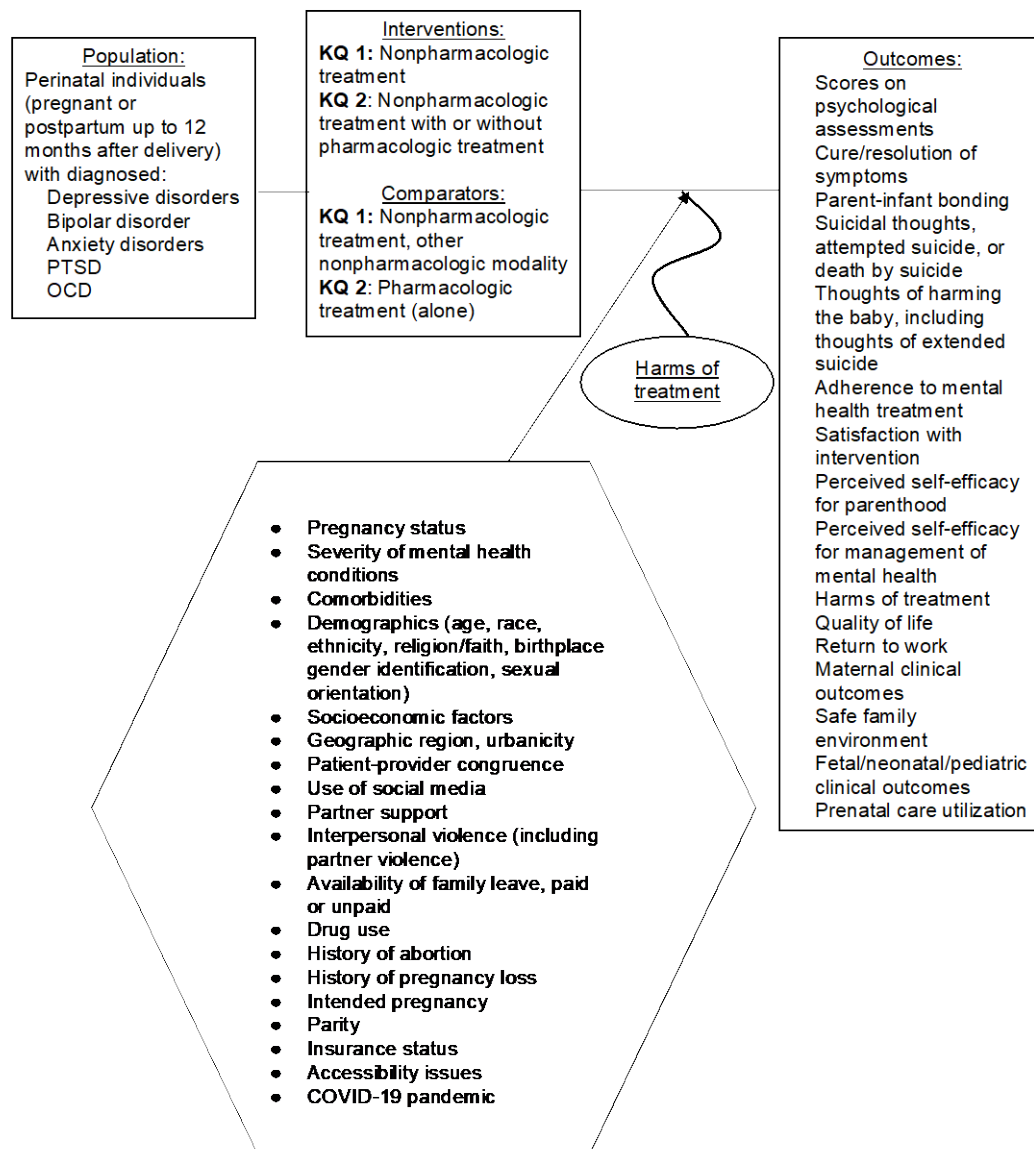 Population:
Perinatal individuals
(pregnant or
postpartum up to 12
months after delivery)
with diagnosed:
Depressive disorders
Bipolar disorder
Anxiety disorders
PTSD
OCD
Interventions:
KQ 1: Nonpharmacologic
treatment
KQ 2: Nonpharmacologic
treatment with or without
pharmacologic treatment
Comparators:
KQ 1: Nonpharmacologic
treatment, other
nonpharmacologic modality
KQ 2: Pharmacologic
treatment (alone)
Harms of
treatment
Outcomes:
Scores on
psychological
assessments
Cure/resolution of
symptoms
Parent-infant bonding
Suicidal thoughts,
attempted suicide, or
death by suicide
Thoughts of harming
the baby, including
thoughts of extended
suicide
Adherence to mental
health treatment
Satisfaction with
intervention
Perceived self-efficacy
for parenthood
Perceived self-efficacy
for management of
mental health
Harms of treatment
Quality of life
Return to work
Maternal clinical
outcomes
Safe family
environment
Fetal/neonatal/pediatric
clinical outcomes
Prenatal care utilization
• Pregnancy status
• Severity of mental health
conditions
• Comorbidities
• Demographics (age, race,
ethnicity, religion/faith, birthplace
gender identification, sexual
orientation)
• Socioeconomic factors
• Geographic region, urbanicity
• Patient-provider congruence
• Use of social media
• Partner support
• Interpersonal violence (including
partner violence)
• Availability of family leave, paid
or unpaid
• Drug use
• History of abortion
• History of pregnancy loss
• Intended pregnancy
• Parity
• Insurance status
• Accessibility issues
• COVID-19 pandemic